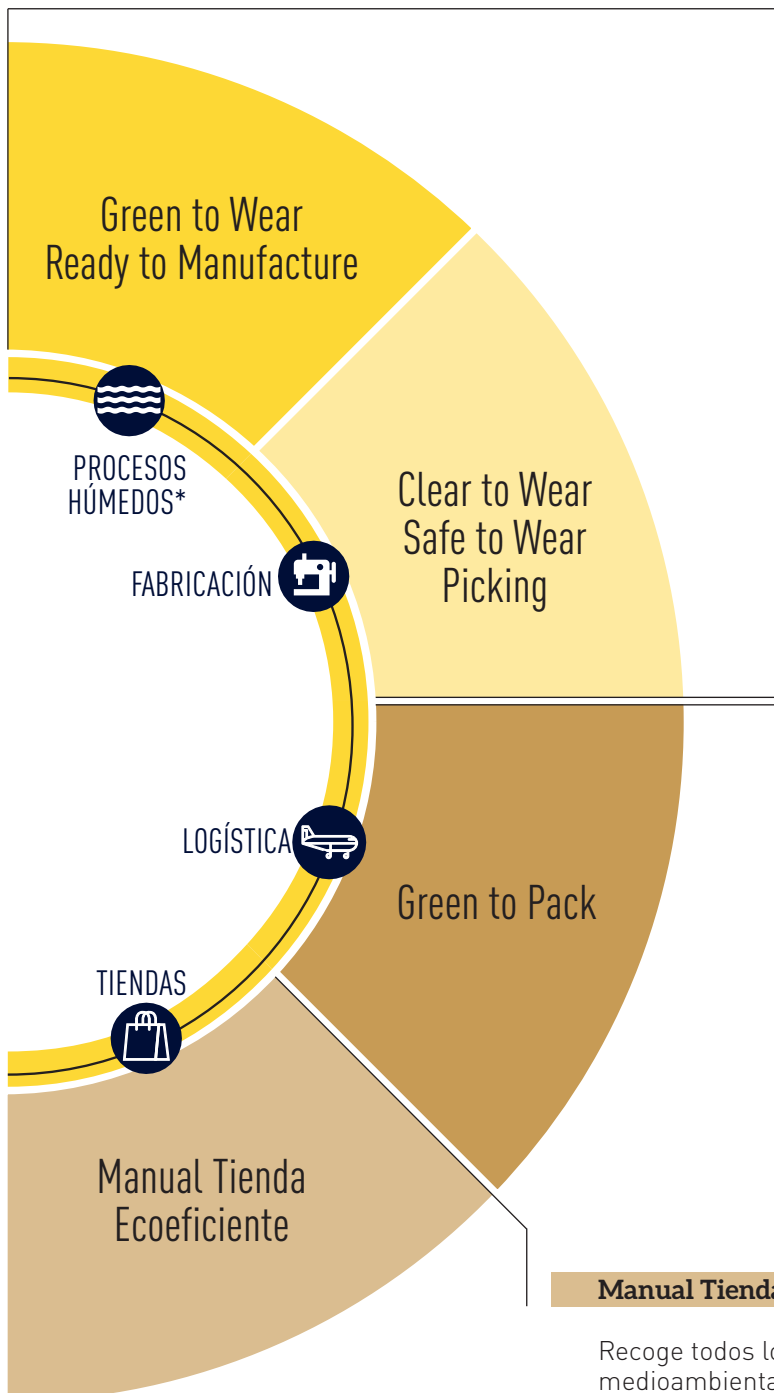 Green to Wear
Ready to Manufacture
PROCESOS
HÚMEDOS*
Clear to Wear
Safe to Wear
Picking
FABRICACIÓN
LOGÍSTICA
Green to Pack
TIENDAS
Manual Tienda
Ecoeficiente
Manual Tienda
Recoge todos